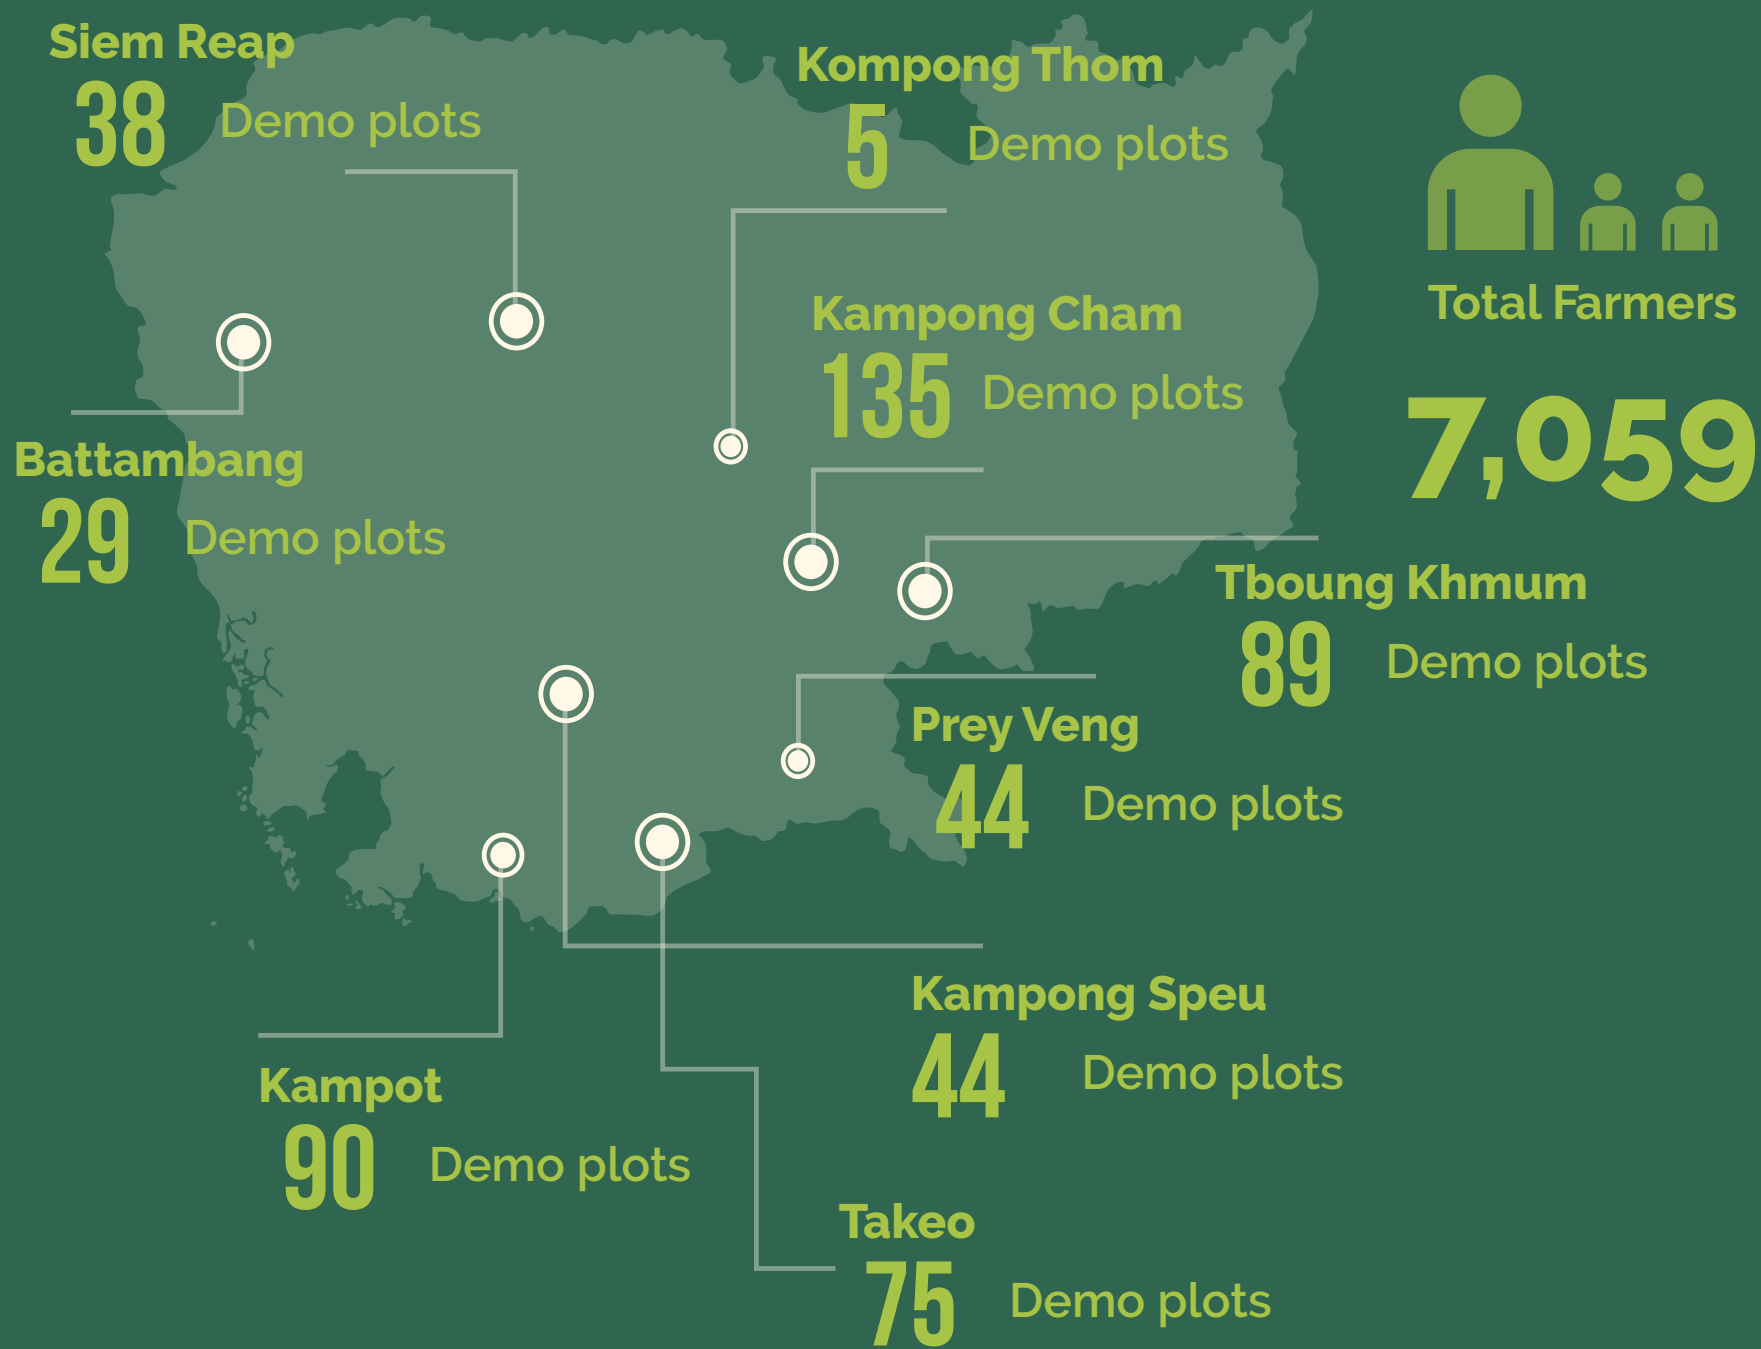 Siem Reap
38 Demo plots
Kompong Thom
5 Demo plots
Total Farmers
7,059
Kampong Cham
135 Demo plots
Battambang
29 Demo plots
Tboung Khmum
89 Demo plots
Prey Veng
44 Demo plots
Kampong Speu
44 Demo plots
Kampot
90 Demo plots
Takeo
75 Demo plots